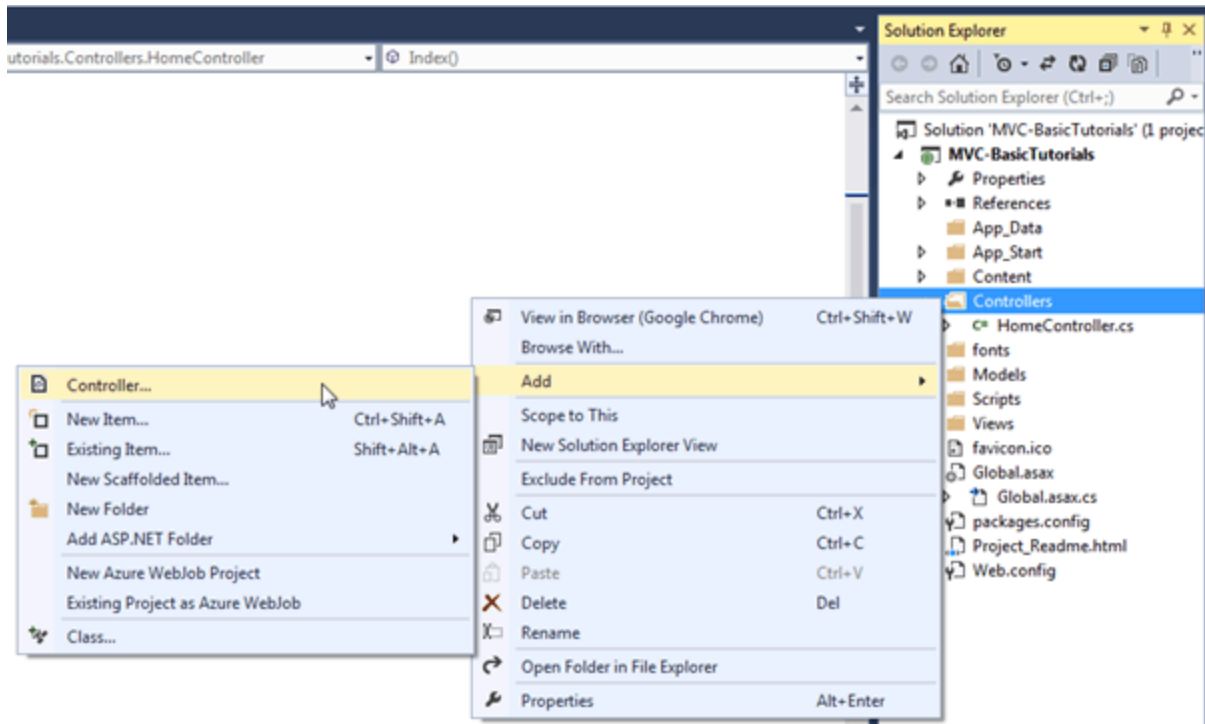 utorials.Controllers.HomeController
Index()
Solution Explorer
Search Solution Explorer (Ctrl+;)
Solution 'MVC-BasicTutorials' (1 projec
MVC-BasicTutorials
Properties
References
App_Data
App_Start
Content
Controllers
C# HomeController.cs
fonts
Models
Scripts
Views
favicon.ico
Global.asax
Global.asax.cs
packages.config
Project_Readme.html
Web.config
View in Browser (Google Chrome) Ctrl+Shift+W
Browse With...
Add
Scope to This
New Solution Explorer View
Exclude From Project
Cut Ctrl+X
Copy Ctrl+C
Paste Ctrl+V
Delete Del
Rename
Open Folder in File Explorer
Properties Alt+Enter
Controller...
New Item... Ctrl+Shift+A
Existing Item... Shift+Alt+A
New Scaffolded Item...
New Folder
Add ASP.NET Folder
New Azure WebJob Project
Existing Project as Azure WebJob
Class...